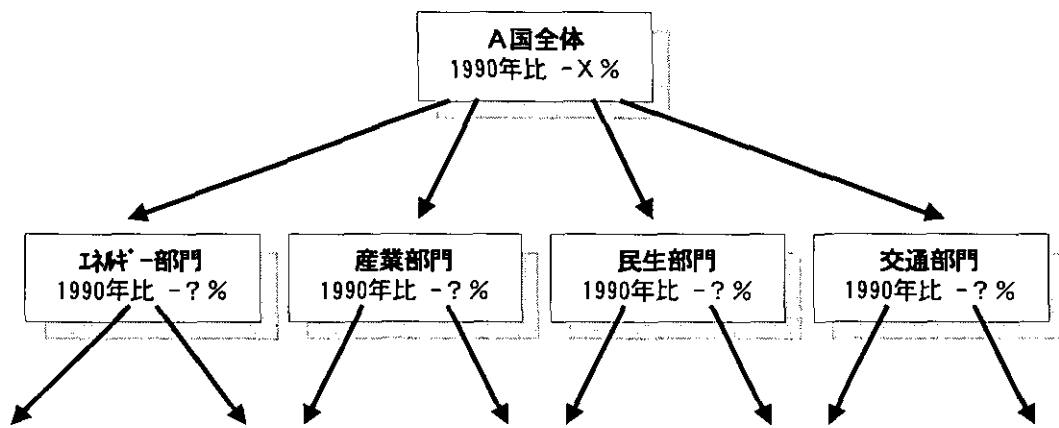 A国全体
1990年比 -X%
ｴﾈﾙｷﾞｰ部門
1990年比 -?%
産業部門
1990年比 -?%
民生部門
1990年比 -?%
交通部門
1990年比 -?%